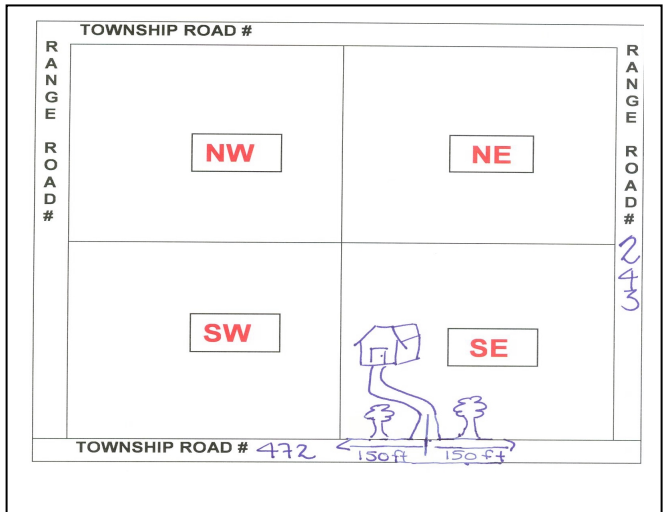 TOWNSHIP ROAD #
RANGE ROAD #
RANGE ROAD # 243
NW
NE
SW
SE
TOWNSHIP ROAD # 472
150ft
150ft